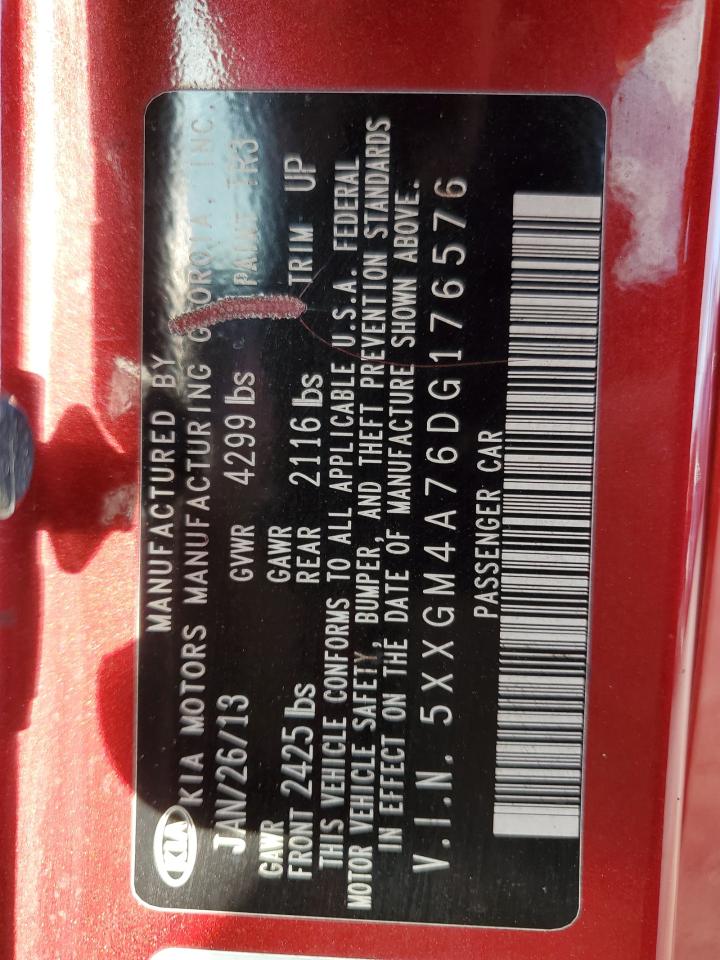 KIA
MANUFACTURED BY
KIA MOTORS MANUFACTURING GEORGIA, INC.
JAN/26/13 GVWR 4299 lbs PAINT TR3
GAWR GAWR
FRONT 2425 lbs REAR 2116 lbs TRIM UP
THIS VEHICLE CONFORMS TO ALL APPLICABLE U.S.A. FEDERAL
MOTOR VEHICLE SAFETY, BUMPER, AND THEFT PREVENTION STANDARDS
IN EFFECT ON THE DATE OF MANUFACTURE SHOWN ABOVE.
V.I.N. 5XXGM4A76DG176576
PASSENGER CAR